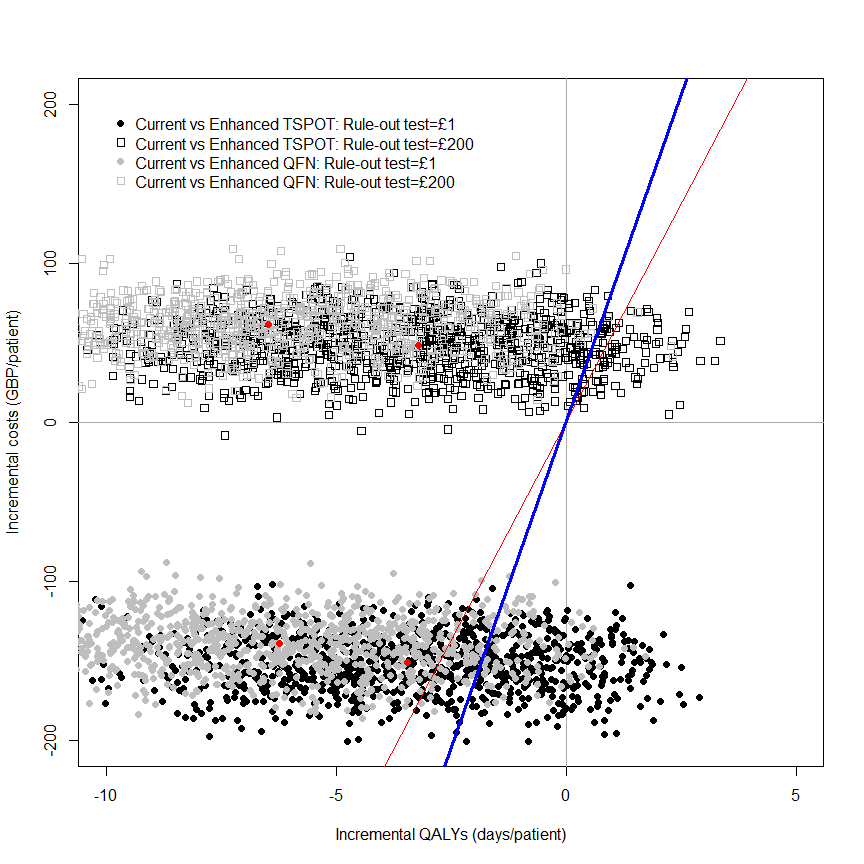 Current vs Enhanced TSPOT: Rule-out test=£1
Current vs Enhanced TSPOT: Rule-out test=£200
Current vs Enhanced QFN: Rule-out test=£1
Current vs Enhanced QFN: Rule-out test=£200
200
100
0
-100
-200
Incremental costs (GBP/patient)
-10
-5
0
5
Incremental QALYs (days/patient)